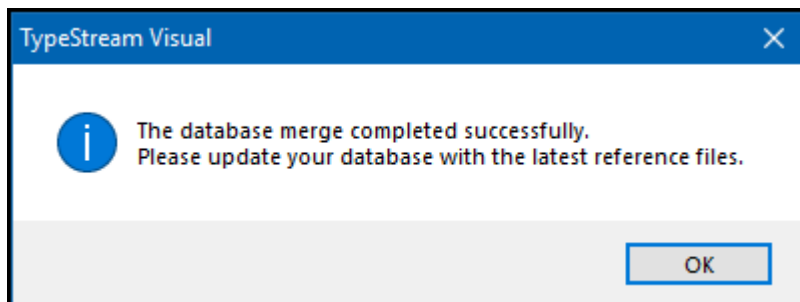 TypeStream Visual
The database merge completed successfully.
Please update your database with the latest reference files.
OK